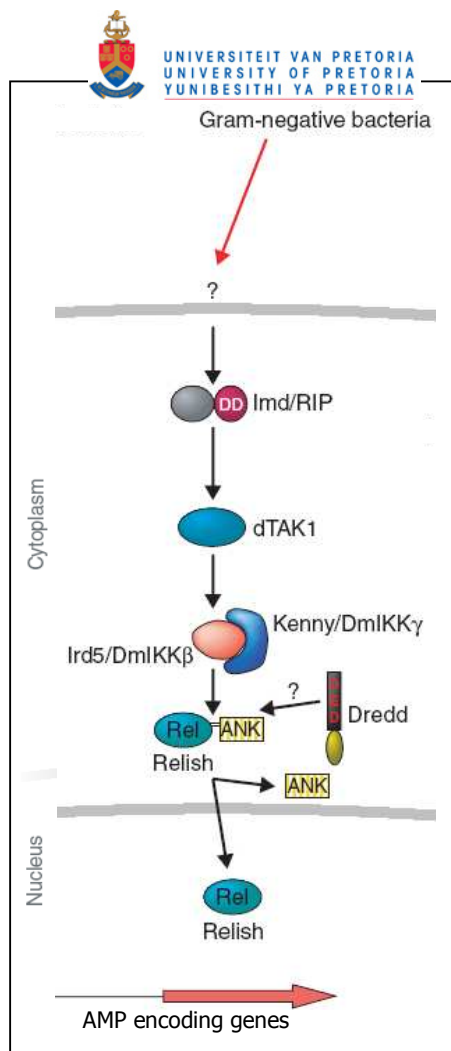 UNIVERSITEIT VAN PRETORIA
UNIVERSITY OF PRETORIA
YUNIBESITHI YA PRETORIA
Gram-negative bacteria
?
DD Imd/RIP
Cytoplasm
dTAK1
Kenny/DmIKKγ
Ird5/DmIKKβ
?
DED
Dredd
Rel ANK
Relish
ANK
Nucleus
Rel
Relish
AMP encoding genes